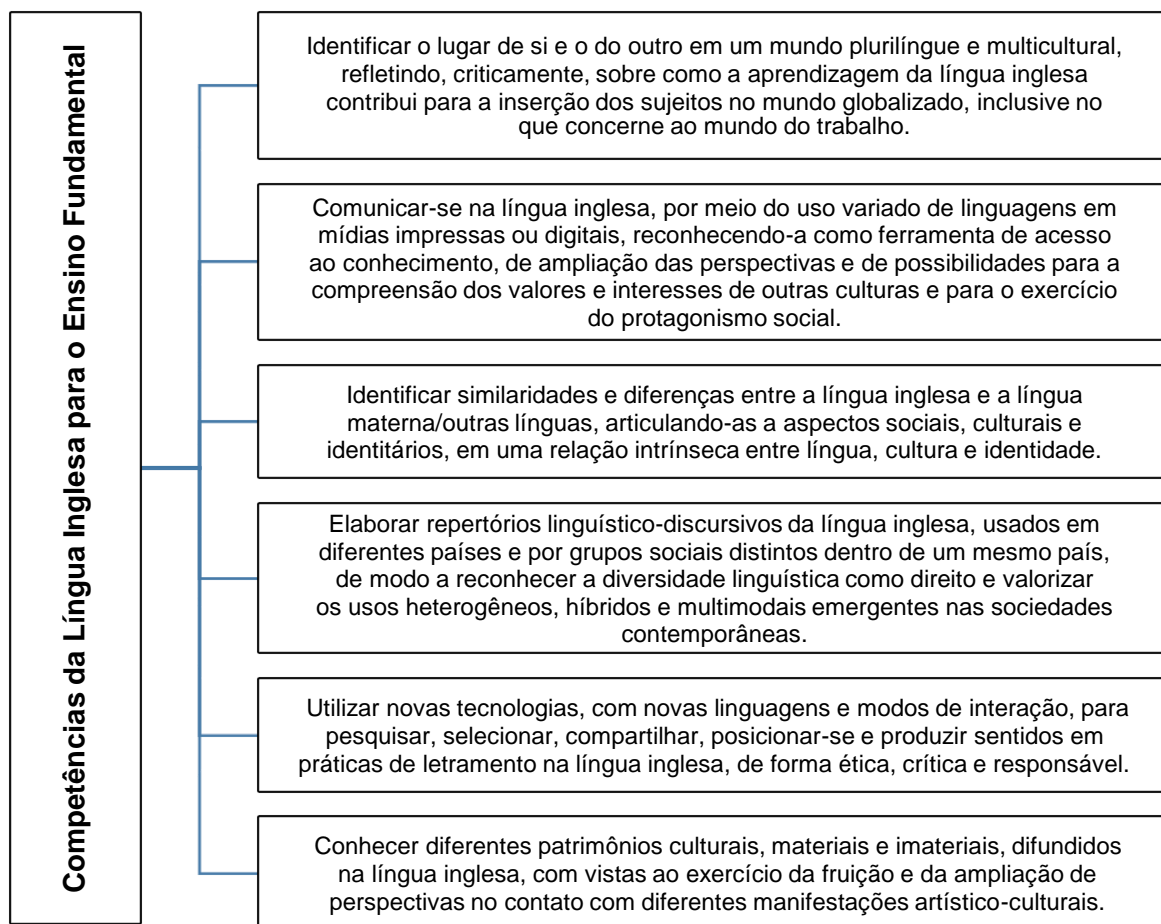 Competências da Língua Inglesa para o Ensino Fundamental
Identificar o lugar de si e o do outro em um mundo plurilíngue e multicultural,
refletindo, criticamente, sobre como a aprendizagem da língua inglesa
contribui para a inserção dos sujeitos no mundo globalizado, inclusive no
que concerne ao mundo do trabalho.
Comunicar-se na língua inglesa, por meio do uso variado de linguagens em
mídias impressas ou digitais, reconhecendo-a como ferramenta de acesso
ao conhecimento, de ampliação das perspectivas e de possibilidades para a
compreensão dos valores e interesses de outras culturas e para o exercício
do protagonismo social.
Identificar similaridades e diferenças entre a língua inglesa e a língua
materna/outras línguas, articulando-as a aspectos sociais, culturais e
identitários, em uma relação intrínseca entre língua, cultura e identidade.
Elaborar repertórios linguístico-discursivos da língua inglesa, usados em
diferentes países e por grupos sociais distintos dentro de um mesmo país,
de modo a reconhecer a diversidade linguística como direito e valorizar
os usos heterogêneos, híbridos e multimodais emergentes nas sociedades
contemporâneas.
Utilizar novas tecnologias, com novas linguagens e modos de interação, para
pesquisar, selecionar, compartilhar, posicionar-se e produzir sentidos em
práticas de letramento na língua inglesa, de forma ética, crítica e responsável.
Conhecer diferentes patrimônios culturais, materiais e imateriais, difundidos
na língua inglesa, com vistas ao exercício da fruição e da ampliação de
perspectivas no contato com diferentes manifestações artístico-culturais.